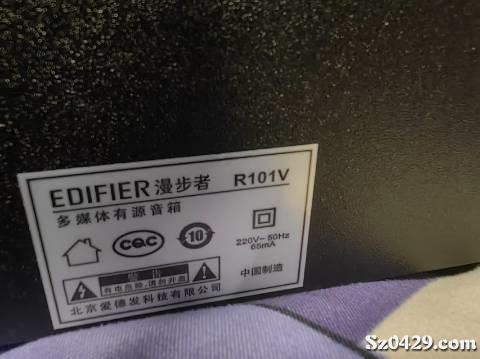 EDIFIER 漫步者 R101V
多媒体有源音箱
CQC
10
220V~50Hz
65mA
警告
有电危险,请勿开盖
中国制造
北京爱德发科技有限公司
Sz0429.com